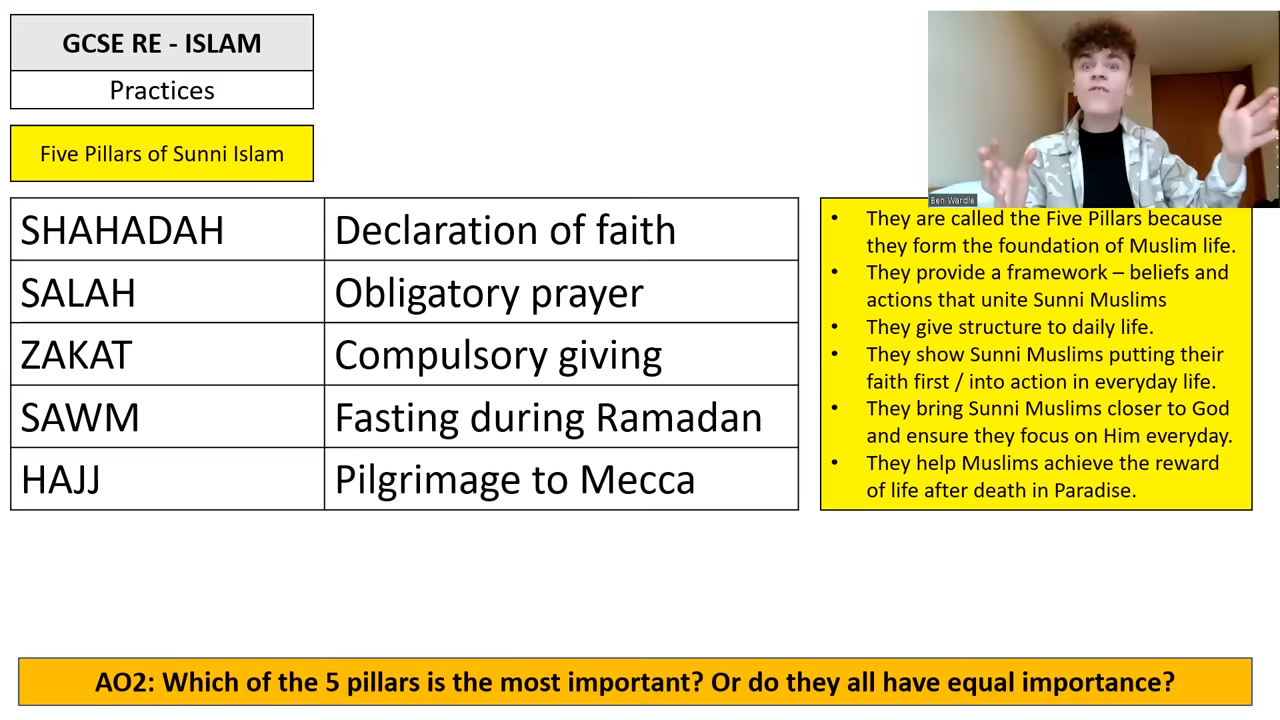 GCSE RE - ISLAM
Practices
Five Pillars of Sunni Islam
SHAHADAH Declaration of faith
SALAH Obligatory prayer
ZAKAT Compulsory giving
SAWM Fasting during Ramadan
HAJJ Pilgrimage to Mecca
Ben Wardle
• They are called the Five Pillars because
they form the foundation of Muslim life.
• They provide a framework – beliefs and
actions that unite Sunni Muslims
• They give structure to daily life.
• They show Sunni Muslims putting their
faith first / into action in everyday life.
• They bring Sunni Muslims closer to God
and ensure they focus on Him everyday.
• They help Muslims achieve the reward
of life after death in Paradise.
AO2: Which of the 5 pillars is the most important? Or do they all have equal importance?